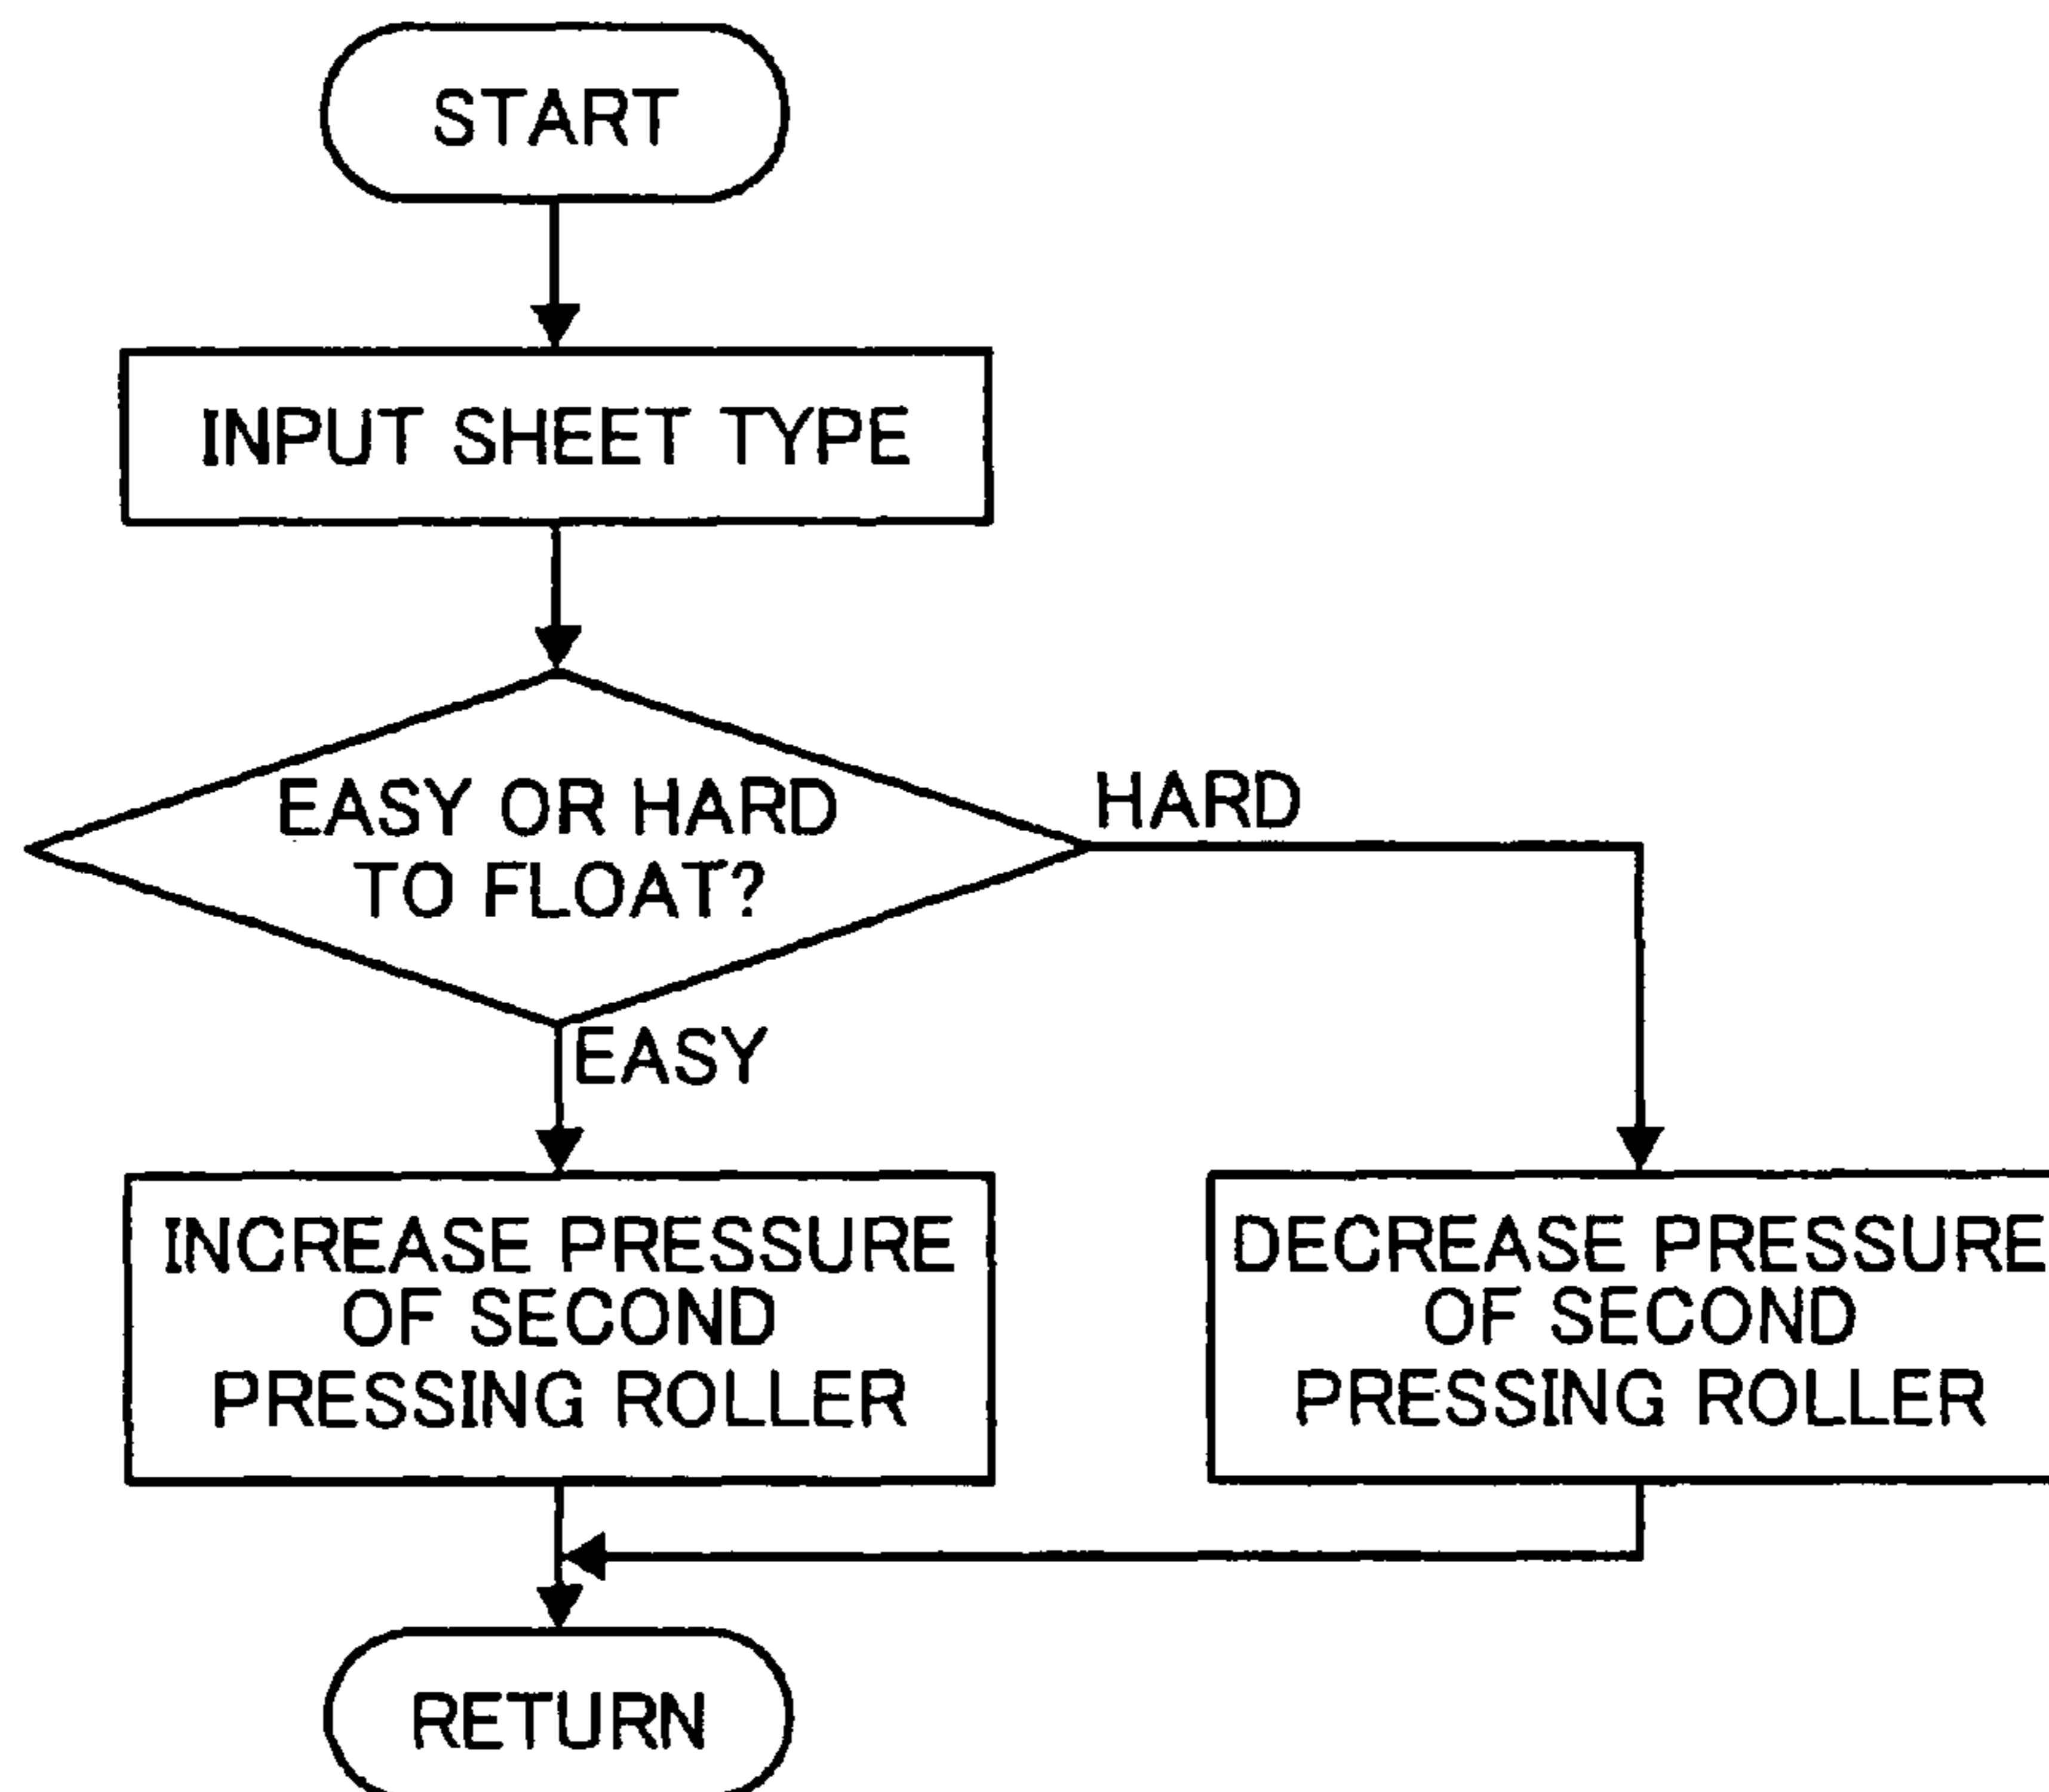 START
INPUT SHEET TYPE
EASY OR HARD
TO FLOAT?
HARD
EASY
INCREASE PRESSURE
OF SECOND
PRESSING ROLLER
DECREASE PRESSURE
OF SECOND
PRESSING ROLLER
RETURN